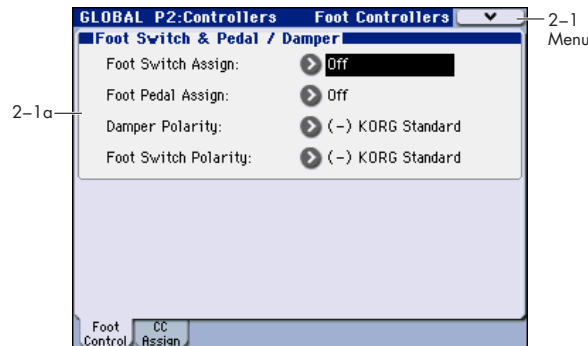 GLOBAL P2:Controllers Foot Controllers
2–1
Menu
Foot Switch & Pedal / Damper
Foot Switch Assign: Off
Foot Pedal Assign: Off
2–1a
Damper Polarity: (-) KORG Standard
Foot Switch Polarity: (-) KORG Standard
Foot Control
CC Assign